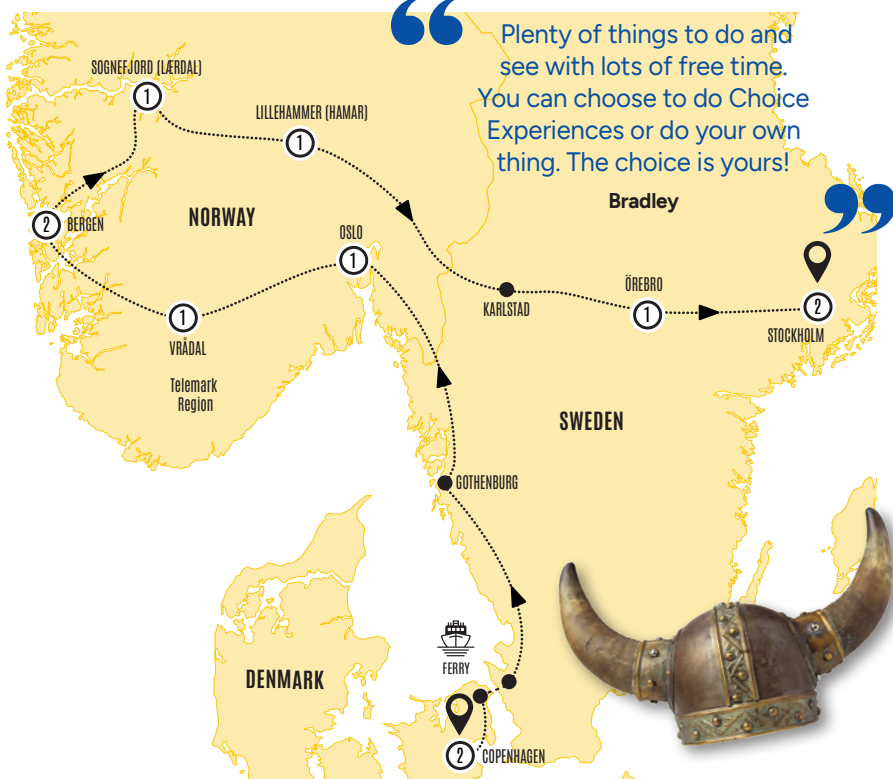 “
Plenty of things to do and
see with lots of free time.
You can choose to do Choice
Experiences or do your own
thing. The choice is yours!
Bradley
”
SOGNEFJORD (LÆRDAL)
1
LILLEHAMMER (HAMAR)
1
NORWAY
2 BERGEN
OSLO
1
1
VRÅDAL
Telemark
Region
KARLSTAD
ÖREBRO
1
2
STOCKHOLM
SWEDEN
GOTHENBURG
DENMARK
FERRY
2 COPENHAGEN